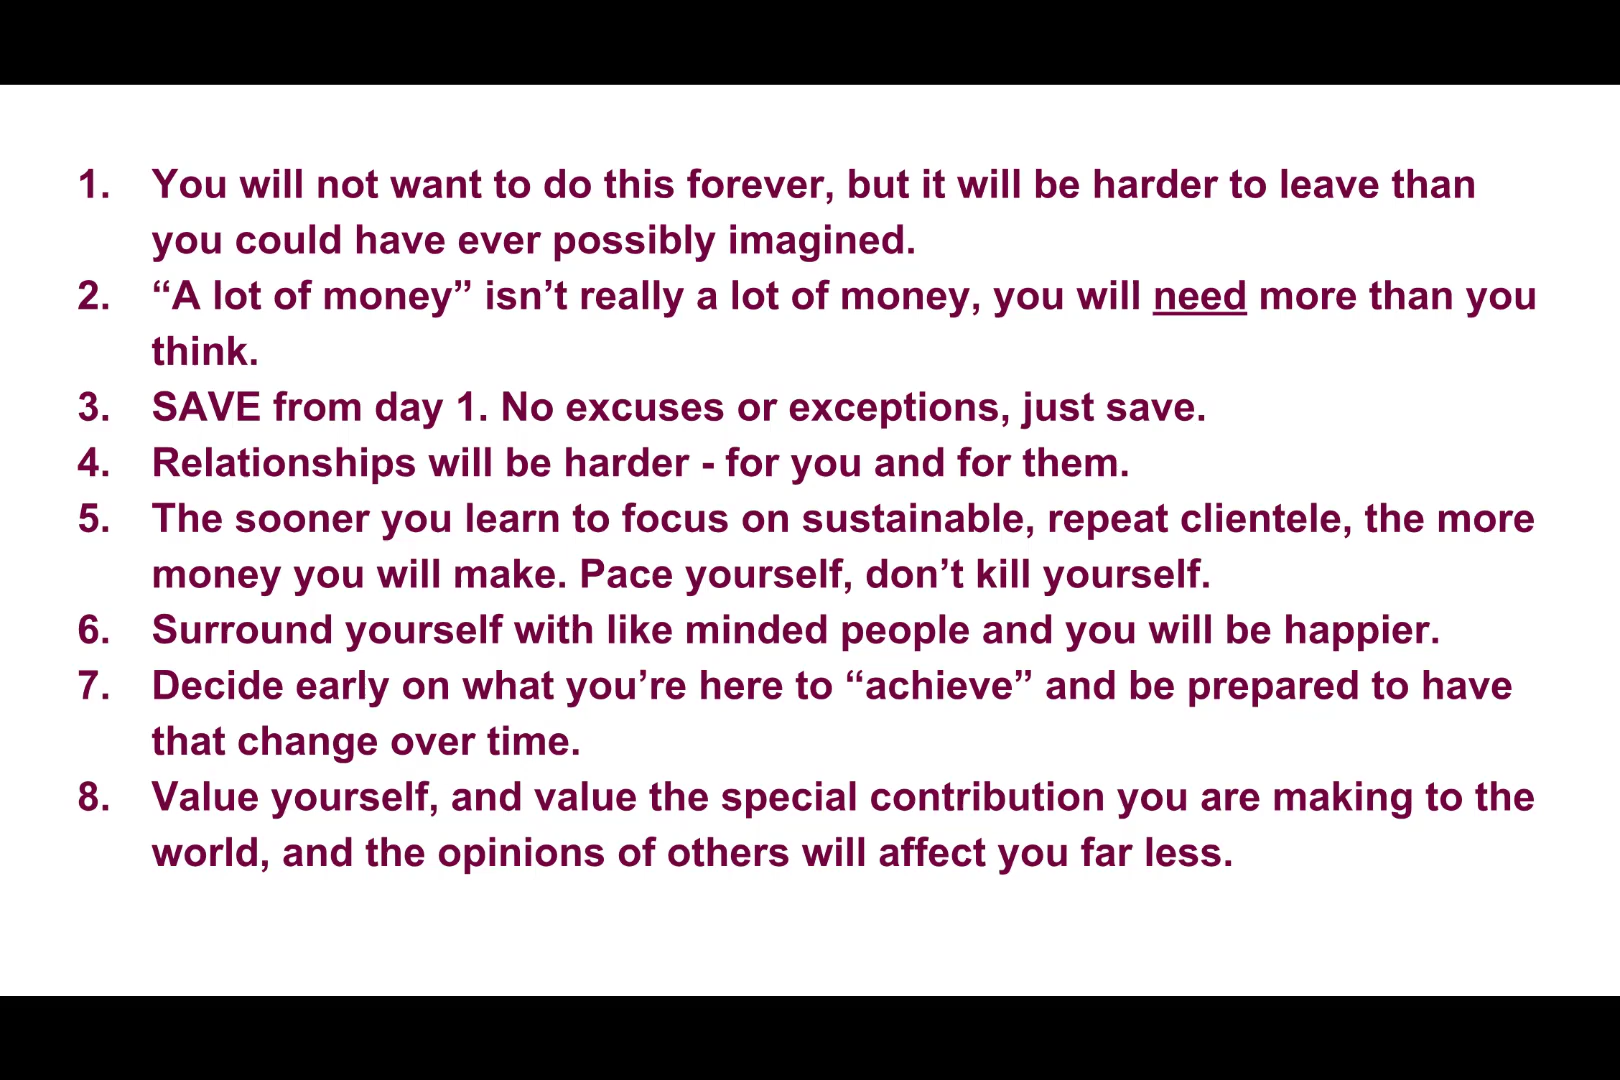 1. You will not want to do this forever, but it will be harder to leave than
you could have ever possibly imagined.
2. “A lot of money” isn’t really a lot of money, you will need more than you
think.
3. SAVE from day 1. No excuses or exceptions, just save.
4. Relationships will be harder - for you and for them.
5. The sooner you learn to focus on sustainable, repeat clientele, the more
money you will make. Pace yourself, don’t kill yourself.
6. Surround yourself with like minded people and you will be happier.
7. Decide early on what you’re here to “achieve” and be prepared to have
that change over time.
8. Value yourself, and value the special contribution you are making to the
world, and the opinions of others will affect you far less.